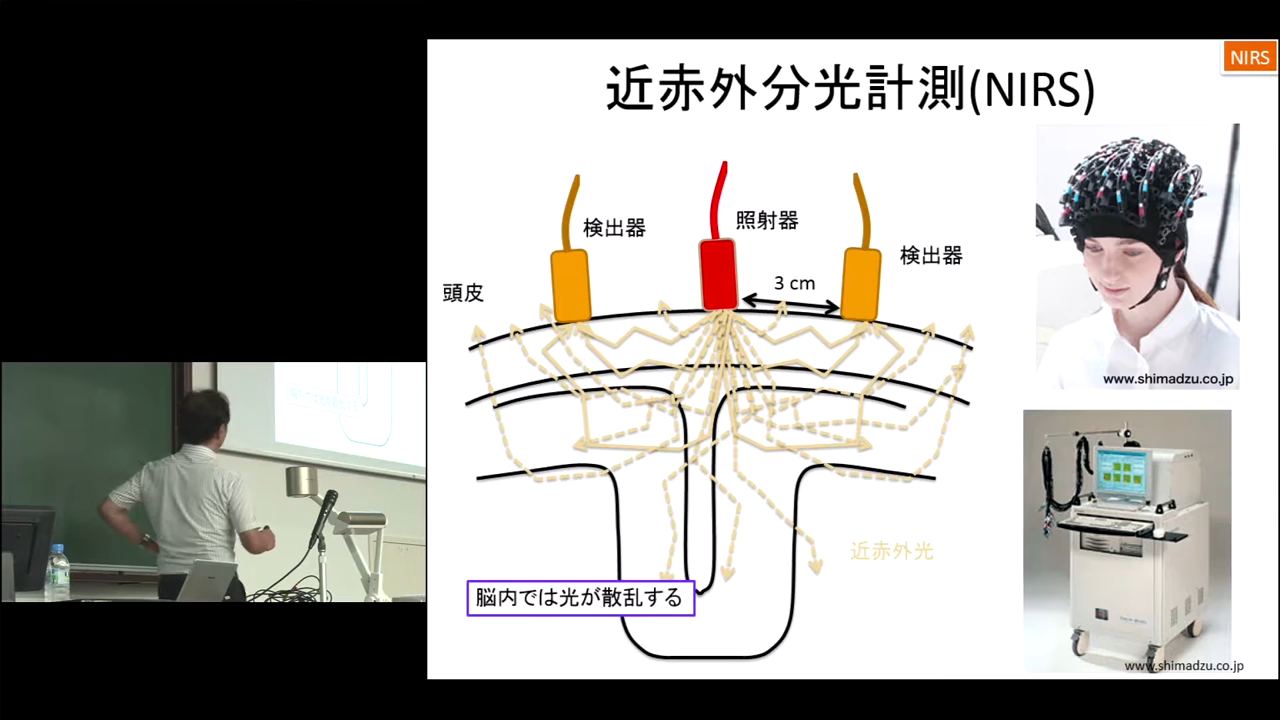 NIRS
近赤外分光計測(NIRS)
検出器
照射器
検出器
3 cm
頭皮
近赤外光
脳内では光が散乱する
www.shimadzu.co.jp
www.shimadzu.co.jp